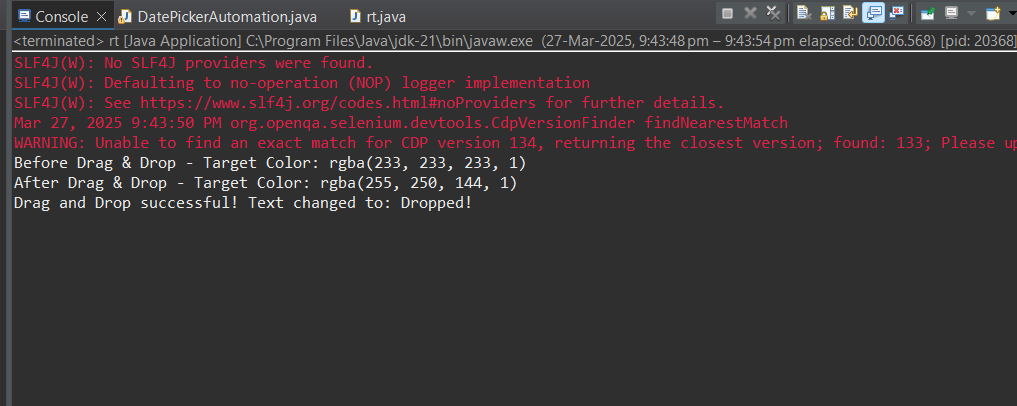 Console
DatePickerAutomation.java
rt.java
<terminated> rt [Java Application] C:\Program Files\Java\jdk-21\bin\javaw.exe (27-Mar-2025, 9:43:48 pm – 9:43:54 pm elapsed: 0:00:06.568) [pid: 20368]
SLF4J(W): No SLF4J providers were found.
SLF4J(W): Defaulting to no-operation (NOP) logger implementation
SLF4J(W): See https://www.slf4j.org/codes.html#noProviders for further details.
Mar 27, 2025 9:43:50 PM org.openqa.selenium.devtools.CdpVersionFinder findNearestMatch
WARNING: Unable to find an exact match for CDP version 134, returning the closest version; found: 133; Please up
Before Drag & Drop - Target Color: rgba(233, 233, 233, 1)
After Drag & Drop - Target Color: rgba(255, 250, 144, 1)
Drag and Drop successful! Text changed to: Dropped!